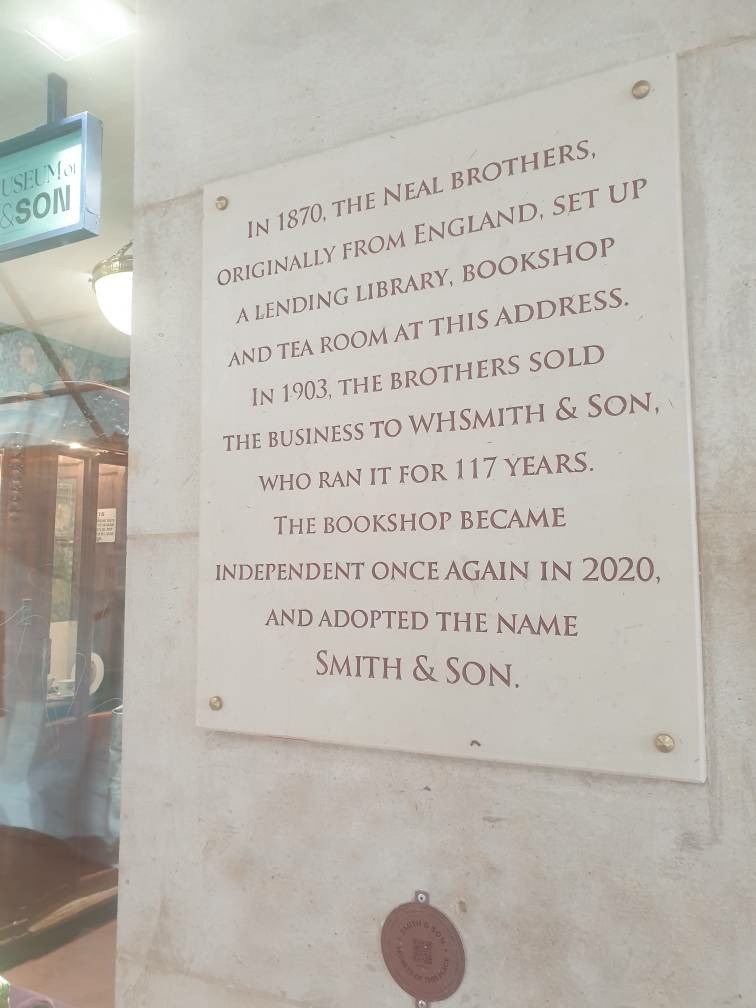 &SON
IN 1870, THE NEAL BROTHERS,
ORIGINALLY FROM ENGLAND, SET UP
A LENDING LIBRARY, BOOKSHOP
AND TEA ROOM AT THIS ADDRESS.
IN 1903, THE BROTHERS SOLD
THE BUSINESS TO WHSMITH & SON,
WHO RAN IT FOR 117 YEARS.
THE BOOKSHOP BECAME
INDEPENDENT ONCE AGAIN IN 2020,
AND ADOPTED THE NAME
SMITH & SON.
SMITH & SON